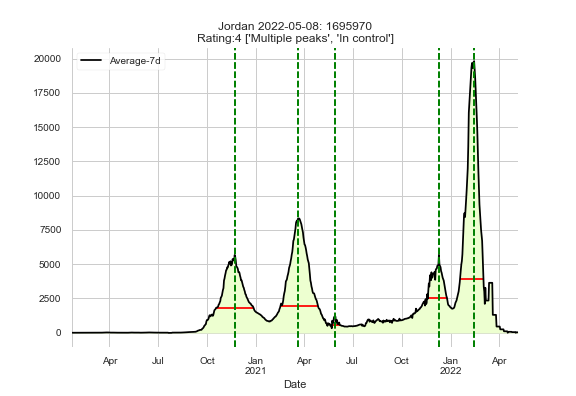 Jordan 2022-05-08: 1695970
Rating:4 ['Multiple peaks', 'In control']
Average-7d
20000
17500
15000
12500
10000
7500
5000
2500
0
Apr Jul Oct Jan Apr Jul Oct Jan Apr
2021 2022
Date